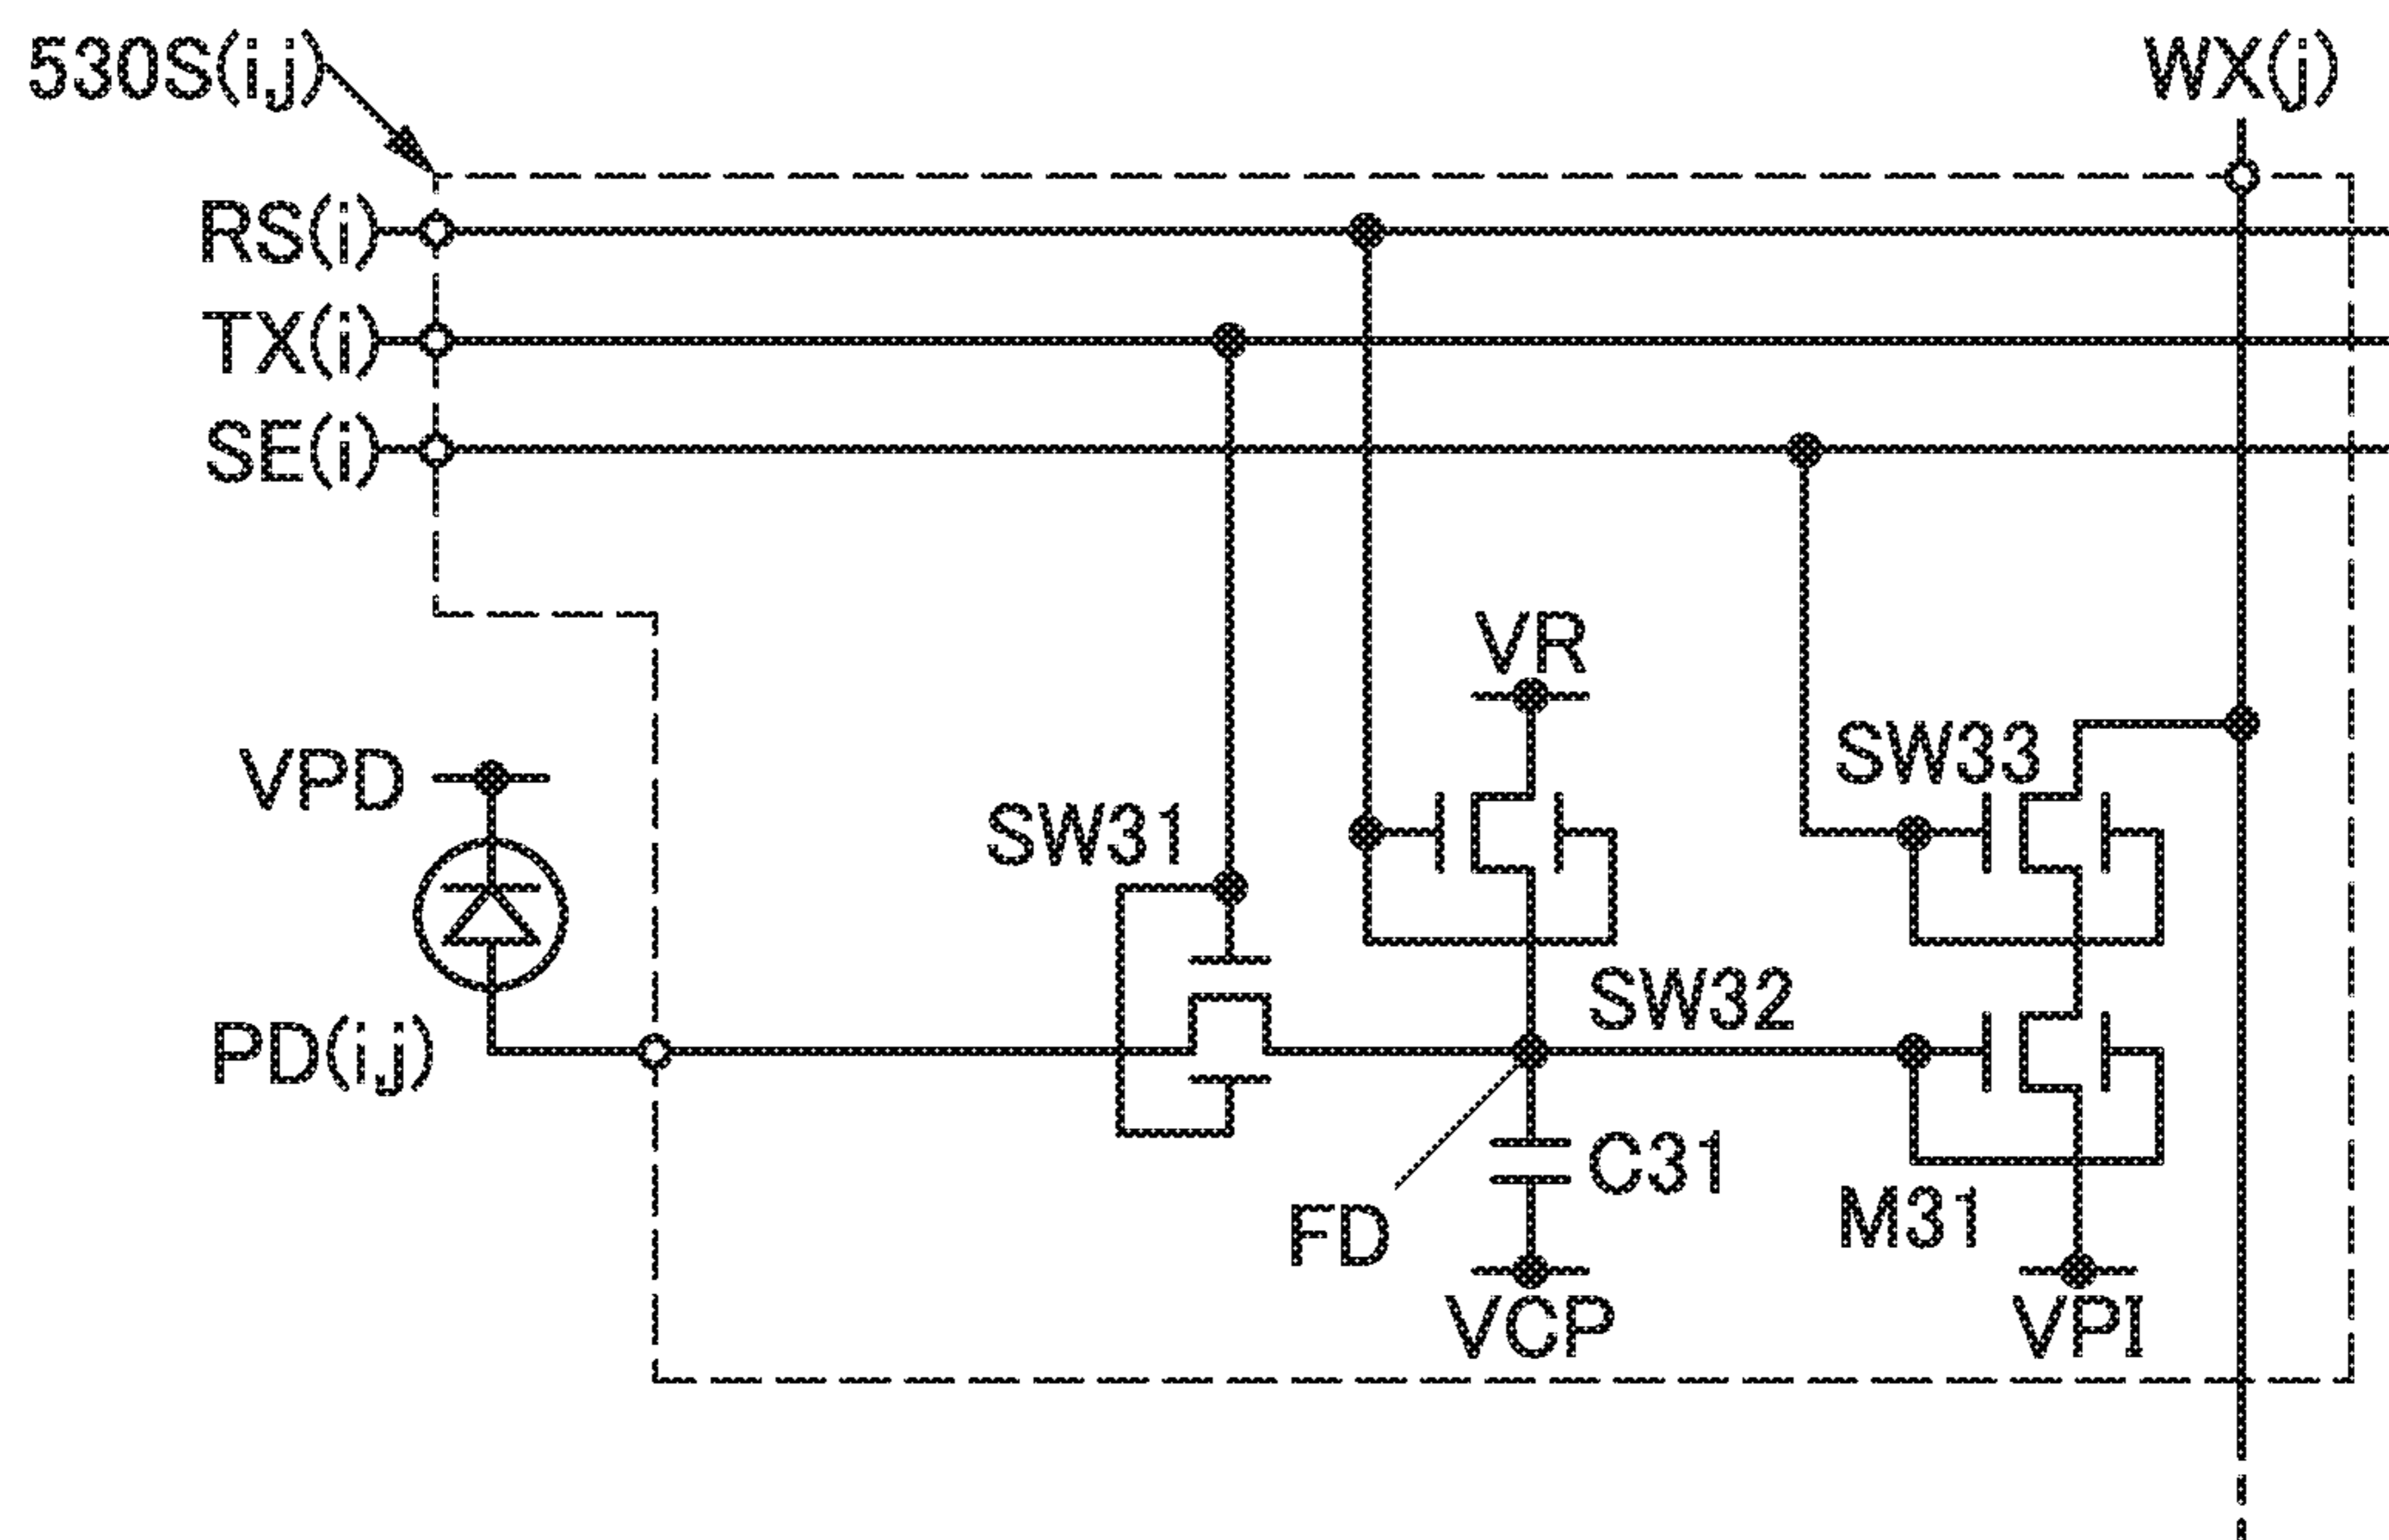 530S(i,j)
WX(j)
RS(i)
TX(i)
SE(i)
VR
SW33
VPD
SW31
SW32
PD(i,j)
C31
M31
FD
VCP
VPI